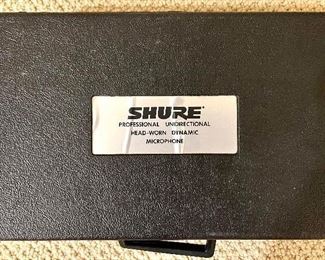 SHURE
PROFESSIONAL UNIDIRECTIONAL
HEAD-WORN DYNAMIC
MICROPHONE